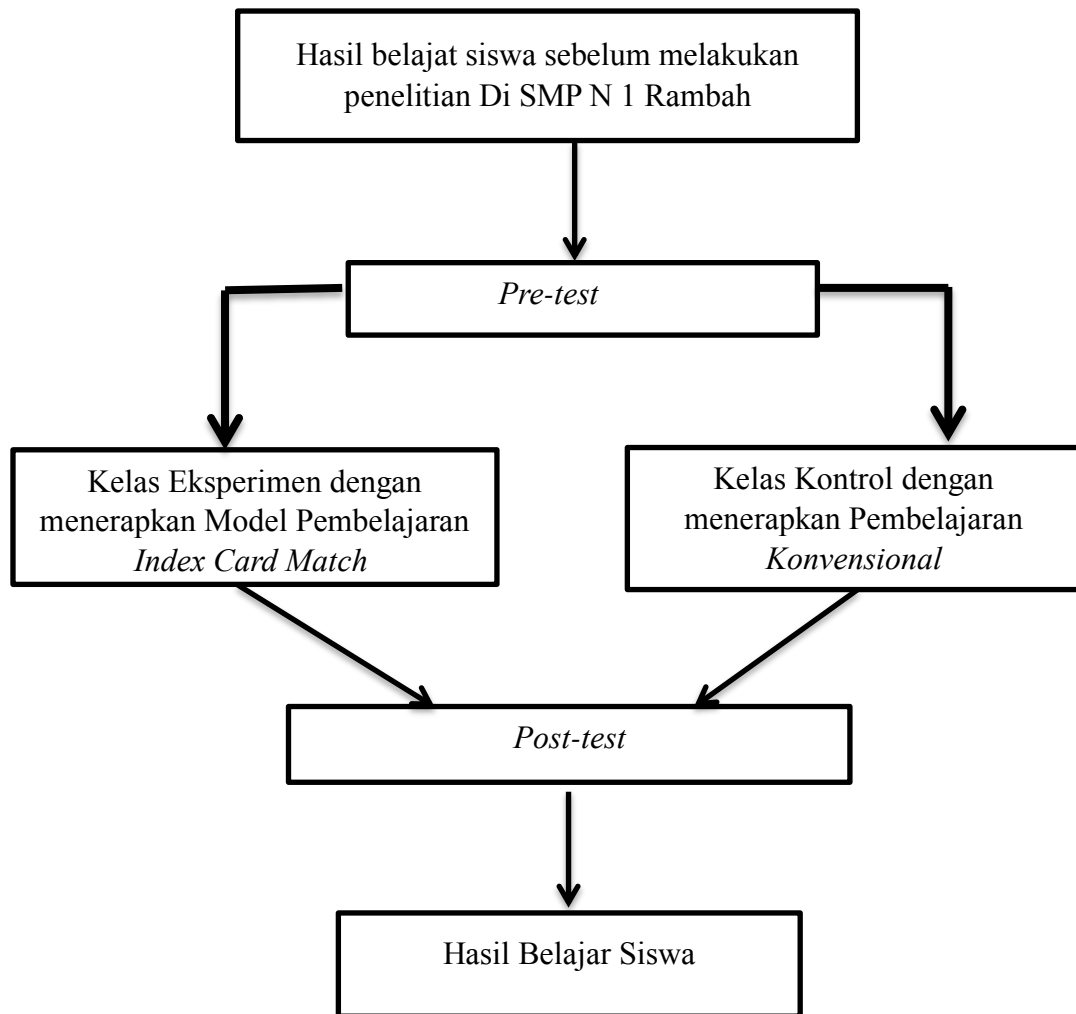 Hasil belajat siswa sebelum melakukan
penelitian Di SMP N 1 Rambah
Pre-test
Kelas Eksperimen dengan
menerapkan Model Pembelajaran
Index Card Match
Kelas Kontrol dengan
menerapkan Pembelajaran
Konvensional
Post-test
Hasil Belajar Siswa